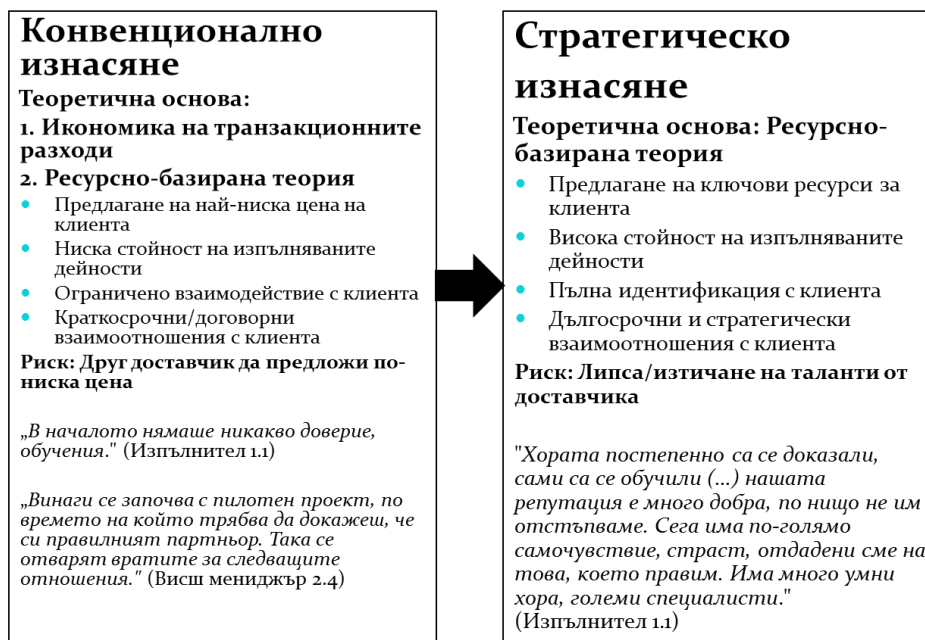 Конвенционално
изнасяне
Теоретична основа:
1. Икономика на транзакционните
разходи
2. Ресурсно-базирана теория
• Предлагане на най-ниска цена на
клиента
• Ниска стойност на изпълняваните
дейности
• Ограничено взаимодействие с клиента
• Краткосрочни/договорни
взаимоотношения с клиента
Риск: Друг доставчик да предложи по-
ниска цена
„В началото нямаше никакво доверие,
обучения." (Изпълнител 1.1)
„Винаги се започва с пилотен проект, по
времето на който трябва да докажеш, че
си правилният партньор. Така се
отварят вратите за следващите
отношения." (Висш мениджър 2.4)
Стратегическо
изнасяне
Теоретична основа: Ресурсно-
базирана теория
• Предлагане на ключови ресурси за
клиента
• Висока стойност на изпълняваните
дейности
• Пълна идентификация с клиента
• Дългосрочни и стратегически
взаимоотношения с клиента
Риск: Липса/изтичане на таланти от
доставчика
"Хората постепенно са се доказали,
сами са се обучили (...) нашата
репутация е много добра, по нищо не им
отстъпваме. Сега има по-голямо
самочувствие, страст, отдадени сме на
това, което правим. Има много умни
хора, големи специалисти."
(Изпълнител 1.1)